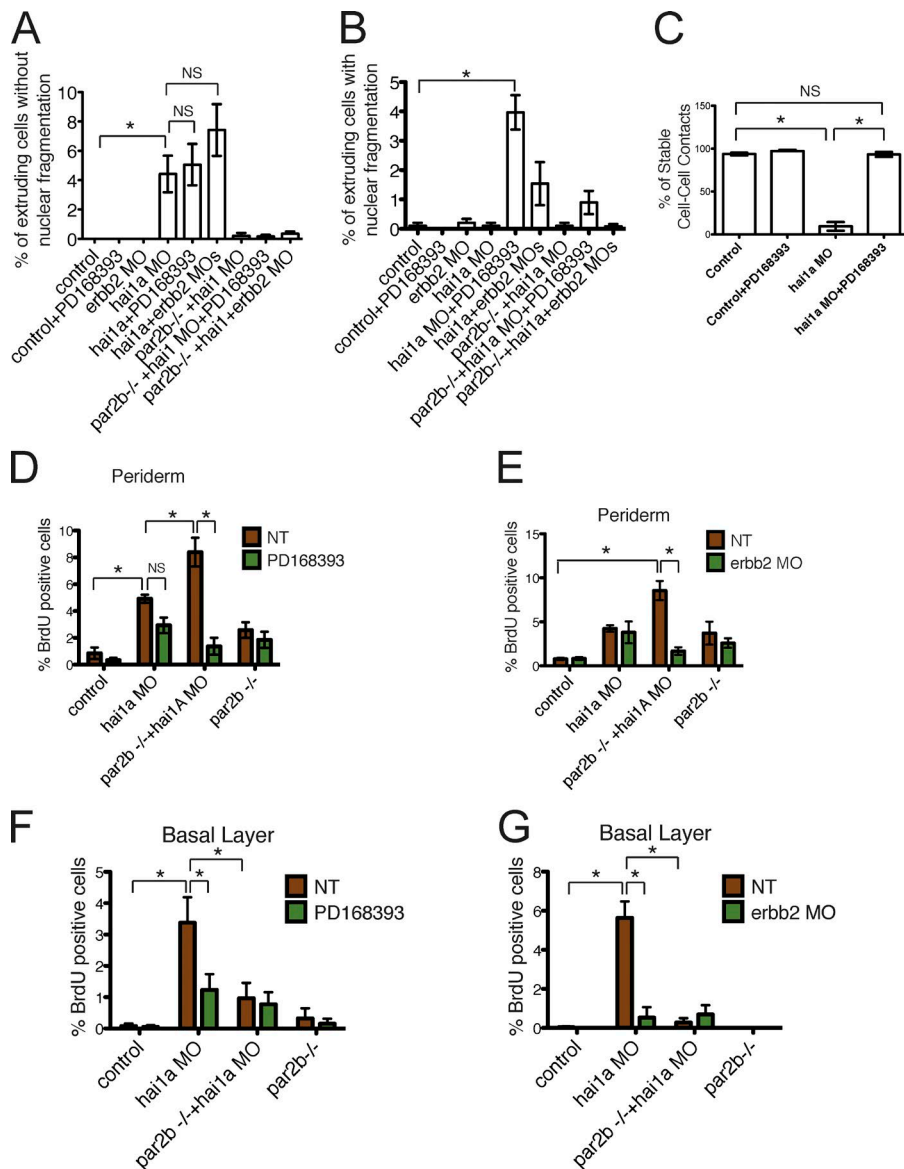 A
% of extruding cells without
nuclear fragmentation
10
8
6
4
2
0
*
NS
NS
control
control+PD168393
erbb2 MO
hai1a MO
hai1a+PD168393
hai1a+erbb2 MOs
par2b-/- +hai1 MO
par2b-/- +hai1 MO+PD168393
par2b-/- +hai1+erbb2 MO
B
% of extruding cells with
nuclear fragmentation
5
4
3
2
1
0
*
control
control+PD168393
erbb2 MO
hai1a MO
hai1a MO+PD168393
hai1a+erbb2 MOs
par2b-/-+hai1a MO
par2b-/-+hai1a MO+PD168393
par2b-/-+hai1a+erbb2 MOs
C
% of Stable
Cell-Cell Contacts
150
100
50
0
NS
*
*
Control
Control+PD168393
hai1a MO
hai1a MO+PD168393
D
Periderm
% BrdU positive cells
10
8
6
4
2
0
*
NS
*
*
NT
PD168393
control
hai1a MO
par2b -/-+hai1A MO
par2b -/-
E
Periderm
% BrdU positive cells
15
10
5
0
*
*
NT
erbb2 MO
control
hai1a MO
par2b -/- +hai1A MO
par2b -/-
F
Basal Layer
% BrdU positive cells
5
4
3
2
1
0
*
*
*
NT
PD168393
control
hai1a MO
par2b -/-+hai1a MO
par2b-/-
G
Basal Layer
% BrdU positive cells
8
6
4
2
0
*
*
*
NT
erbb2 MO
control
hai1a MO
par2b -/-+hai1a MO
par2b-/-